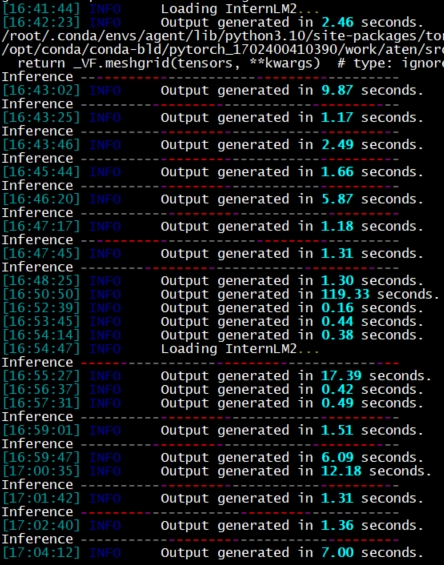 [16:41:44] INFO Loading InternLM2...
[16:42:23] INFO Output generated in 2.46 seconds.
/root/.conda/envs/agent/lib/python3.10/site-packages/tor
/opt/conda/conda-bld/pytorch_1702400410390/work/aten/src
return _VF.meshgrid(tensors, **kwargs) # type: ignore
Inference ----------------------------------------
[16:43:02] INFO Output generated in 9.87 seconds.
Inference ----------------------------------------
[16:43:25] INFO Output generated in 1.17 seconds.
Inference ----------------------------------------
[16:43:46] INFO Output generated in 2.49 seconds.
Inference ----------------------------------------
[16:45:44] INFO Output generated in 1.66 seconds.
Inference ----------------------------------------
[16:46:20] INFO Output generated in 5.87 seconds.
Inference ----------------------------------------
[16:47:17] INFO Output generated in 1.18 seconds.
Inference ----------------------------------------
[16:47:45] INFO Output generated in 1.31 seconds.
Inference ----------------------------------------
[16:48:25] INFO Output generated in 1.30 seconds.
[16:50:50] INFO Output generated in 119.33 seconds.
[16:52:39] INFO Output generated in 0.16 seconds.
[16:53:45] INFO Output generated in 0.44 seconds.
[16:54:14] INFO Output generated in 0.38 seconds.
[16:54:47] INFO Loading InternLM2...
Inference ----------------------------------------
[16:55:27] INFO Output generated in 17.39 seconds.
[16:56:37] INFO Output generated in 0.42 seconds.
[16:57:31] INFO Output generated in 0.49 seconds.
Inference ----------------------------------------
[16:59:01] INFO Output generated in 1.51 seconds.
Inference ----------------------------------------
[16:59:47] INFO Output generated in 6.09 seconds.
[17:00:35] INFO Output generated in 12.18 seconds.
Inference ----------------------------------------
[17:01:42] INFO Output generated in 1.31 seconds.
Inference ----------------------------------------
[17:02:40] INFO Output generated in 1.36 seconds.
Inference ----------------------------------------
[17:04:12] INFO Output generated in 7.00 seconds.